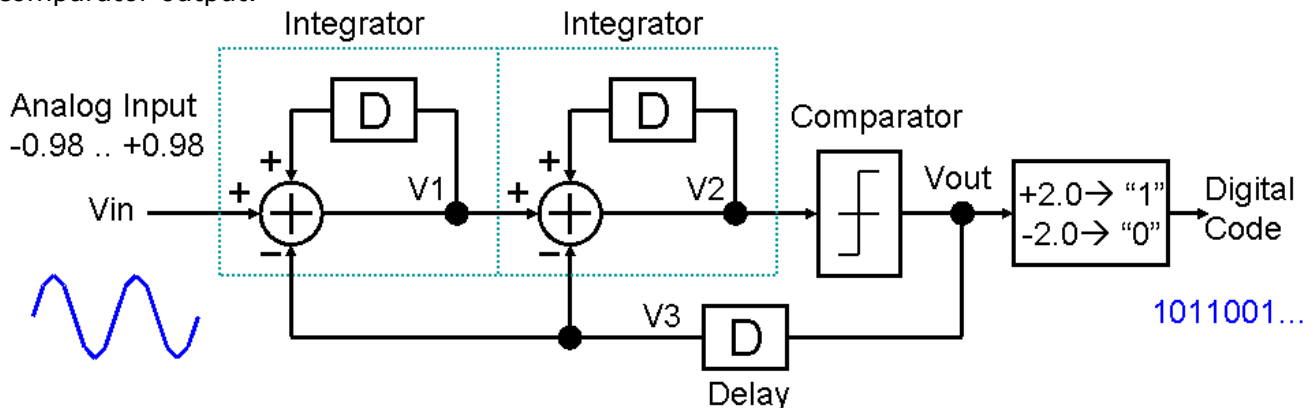 comparator output.
Integrator
Integrator
Analog Input
-0.98 .. +0.98
D
D
Comparator
+
+
+
+
V1
V2
Vout
Vin
+
+
+2.0→ “1”
-2.0→ “0”
Digital
Code
−
−
V3
D
Delay
1011001...